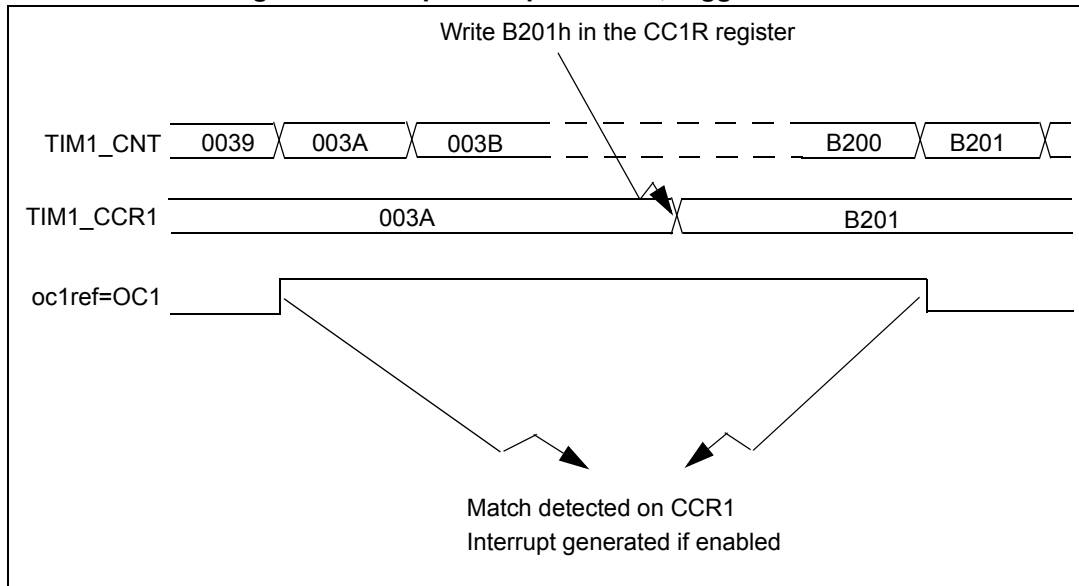 Write B201h in the CC1R register
TIM1_CNT 0039 003A 003B B200 B201
TIM1_CCR1 003A B201
oc1ref=OC1
Match detected on CCR1
Interrupt generated if enabled